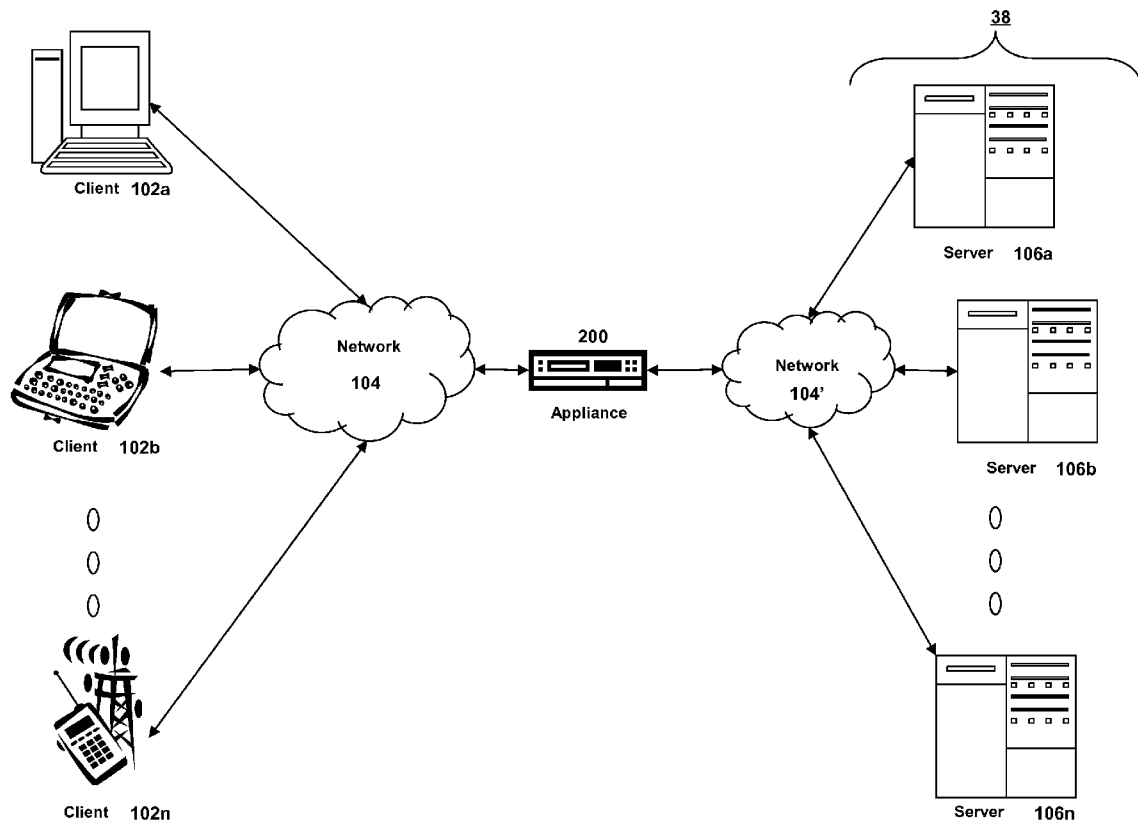 38
Client 102a
Server 106a
Network
104
200
Appliance
Network
104'
Client 102b
Server 106b
Client 102n
Server 106n